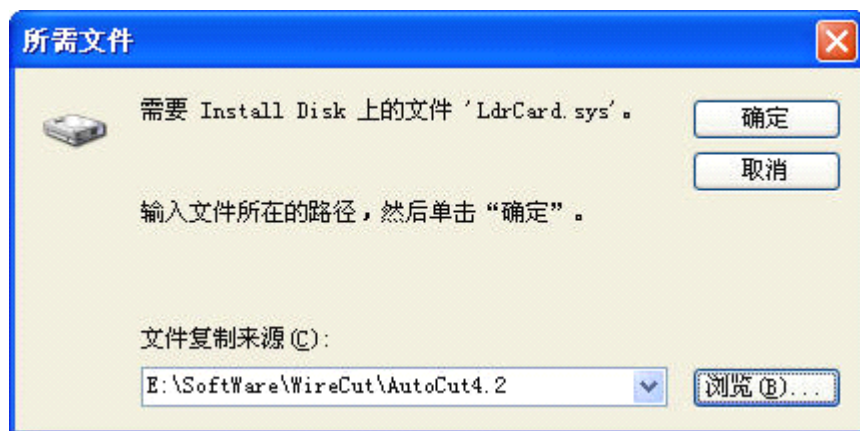 所需文件
需要 Install Disk 上的文件 'LdrCard.sys'。
确定
取消
输入文件所在的路径，然后单击“确定”。
文件复制来源(C):
E:\SoftWare\WireCut\AutoCut4.2
浏览(B)...